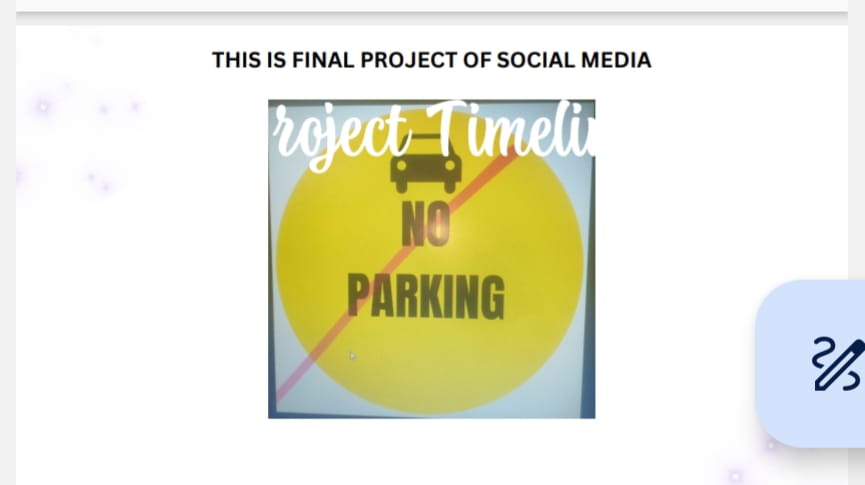 THIS IS FINAL PROJECT OF SOCIAL MEDIA
roject Timeli
NO
PARKING